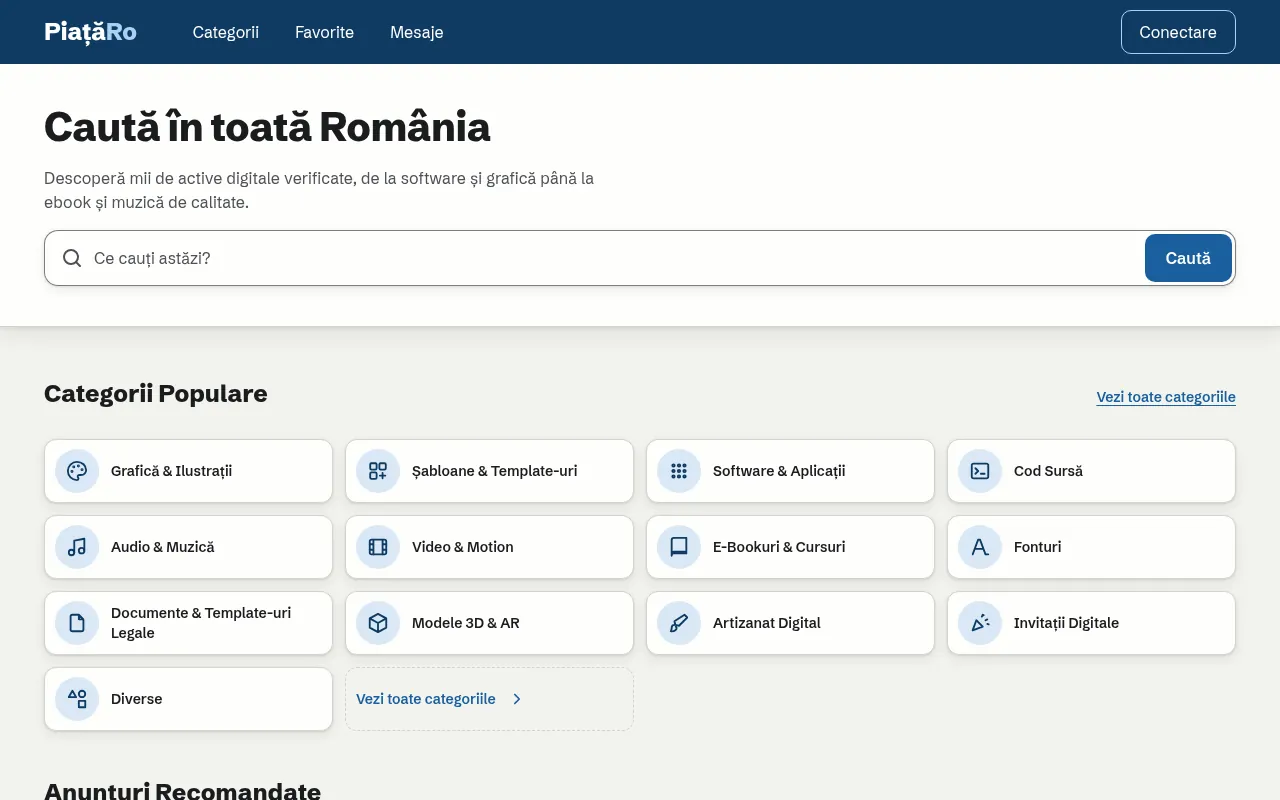 PiațăRo
Categorii
Favorite
Mesaje
Conectare
Caută în toată România
Descoperă mii de active digitale verificate, de la software și grafică până la
ebook și muzică de calitate.
Ce cauți astăzi?
Caută
Categorii Populare
Vezi toate categoriile
Grafică & Ilustrații
Șabloane & Template-uri
Software & Aplicații
Cod Sursă
Audio & Muzică
Video & Motion
E-Bookuri & Cursuri
Fonturi
Documente & Template-uri
Legale
Modele 3D & AR
Artizanat Digital
Invitații Digitale
Diverse
Vezi toate categoriile
Anunțuri Recomandate